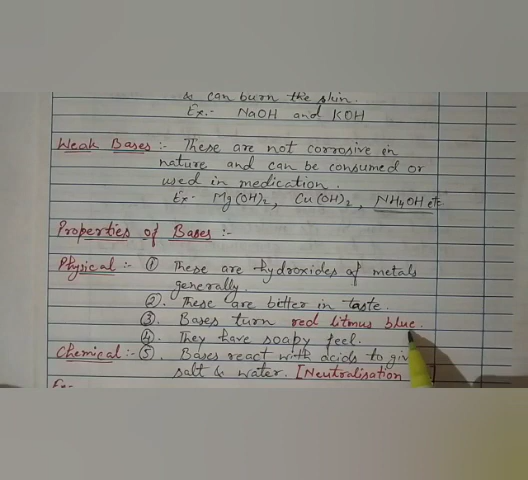 & can burn the skin.
Ex:- NaOH and KOH
Weak Bases :- These are not corrosive in
nature and can be consumed or
used in medication.
Ex- Mg(OH)2, Cu(OH)2, NH4OH etc
Properties of Bases :-
Physical :- ① These are hydroxides of metals
generally.
②. These are bitter in taste.
③. Bases turn red litmus blue.
④. They have soapy feel.
Chemical :- ⑤. Bases react with acids to giv
salt & water. [Neutralisation